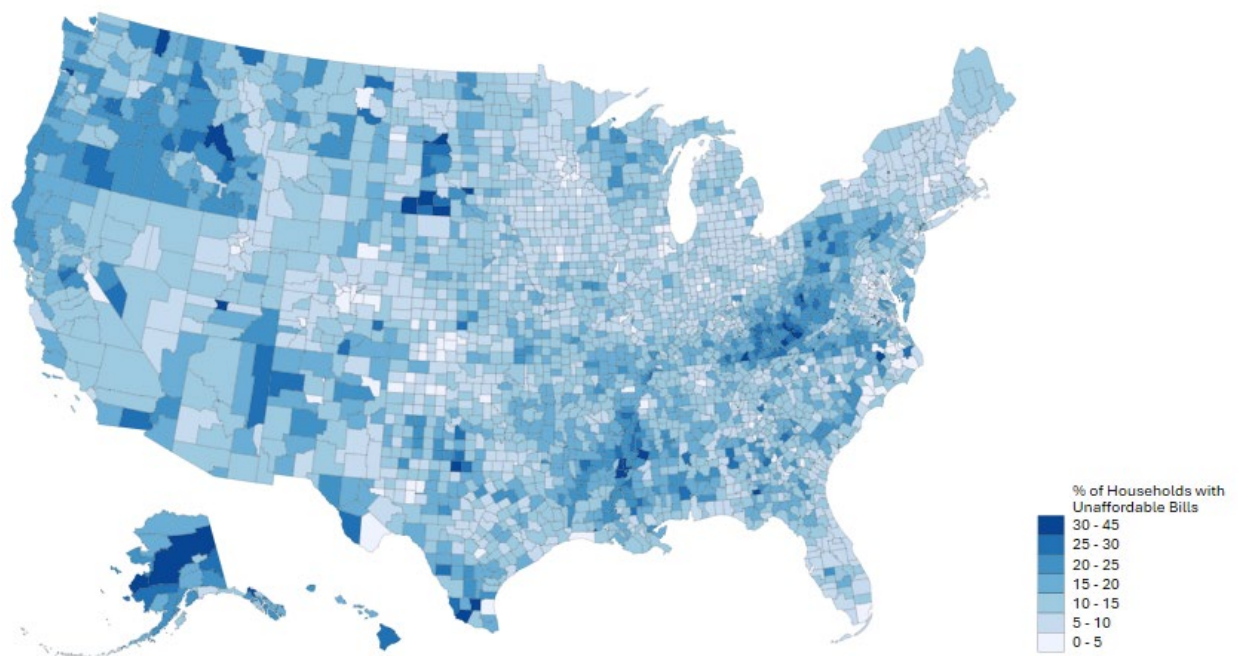 % of Households with
Unaffordable Bills
30 - 45
25 - 30
20 - 25
15 - 20
10 - 15
5 - 10
0 - 5